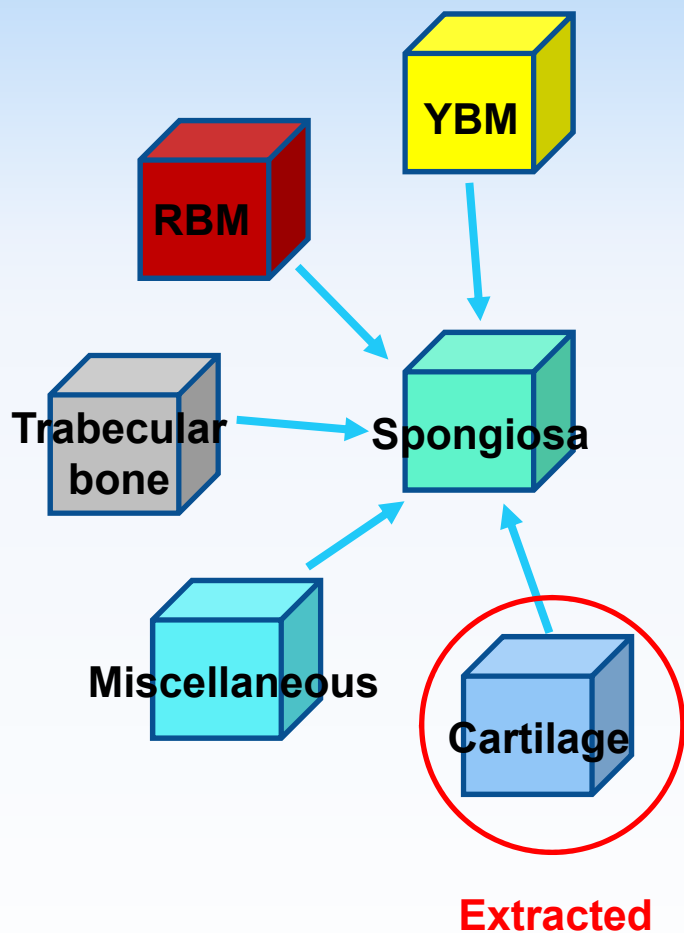 YBM
RBM
Trabecular
bone
Spongiosa
Miscellaneous
Cartilage
Extracted